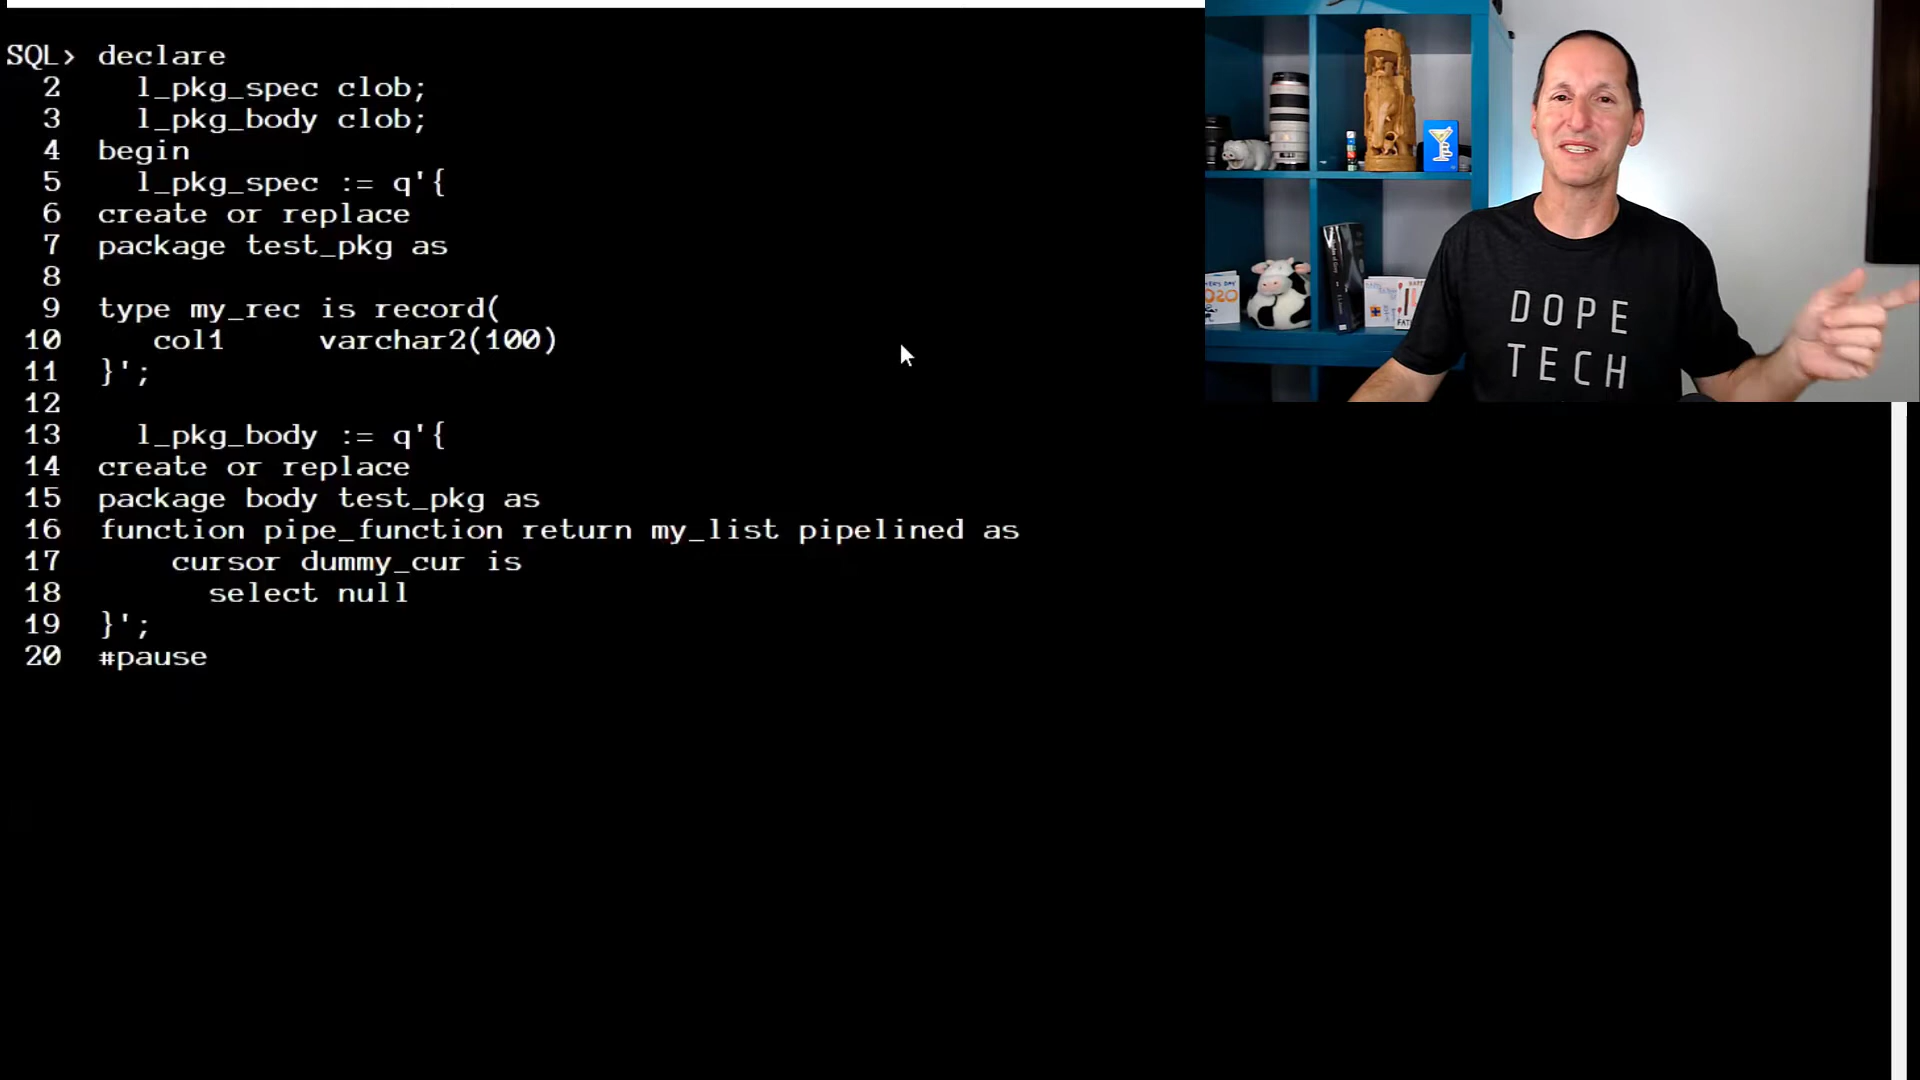 SQL> declare
2 l_pkg_spec clob;
3 l_pkg_body clob;
4 begin
5 l_pkg_spec := q'{
6 create or replace
7 package test_pkg as
8
9 type my_rec is record(
10 col1 varchar2(100)
11 }';
12
13 l_pkg_body := q'{
14 create or replace
15 package body test_pkg as
16 function pipe_function return my_list pipelined as
17 cursor dummy_cur is
18 select null
19 }';
20 #pause
DOPE
TECH